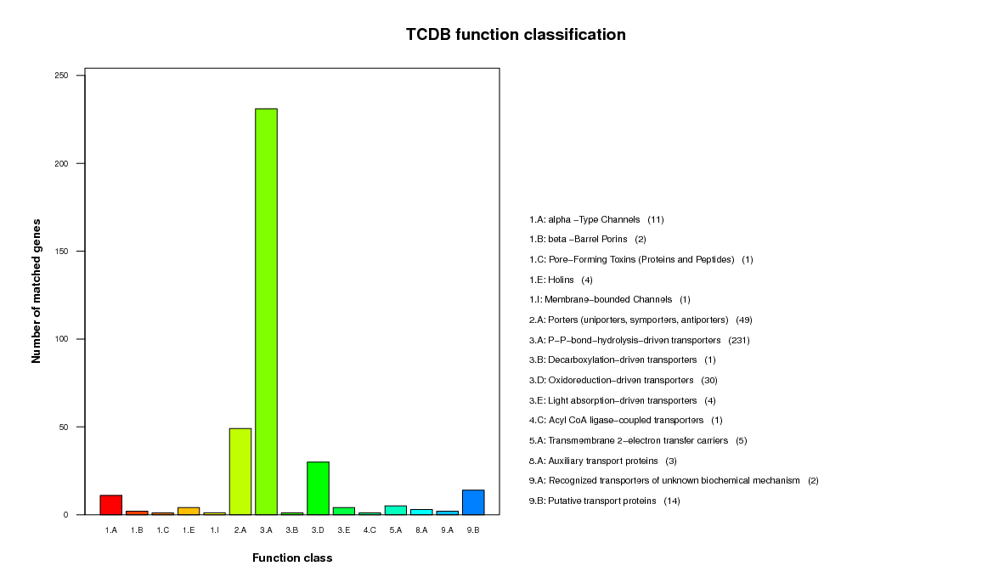 TCDB function classification
250
200
150
100
50
0
Number of matched genes
1.A 1.B 1.C 1.E 1.I 2.A 3.A 3.B 3.D 3.E 4.C 5.A 8.A 9.A 9.B
Function class
1.A: alpha −Type Channels (11)
1.B: beta −Barrel Porins (2)
1.C: Pore−Forming Toxins (Proteins and Peptides) (1)
1.E: Holins (4)
1.I: Membrane−bounded Channels (1)
2.A: Porters (uniporters, symporters, antiporters) (49)
3.A: P−P−bond−hydrolysis−driven transporters (231)
3.B: Decarboxylation−driven transporters (1)
3.D: Oxidoreduction−driven transporters (30)
3.E: Light absorption−driven transporters (4)
4.C: Acyl CoA ligase−coupled transporters (1)
5.A: Transmembrane 2−electron transfer carriers (5)
8.A: Auxiliary transport proteins (3)
9.A: Recognized transporters of unknown biochemical mechanism (2)
9.B: Putative transport proteins (14)